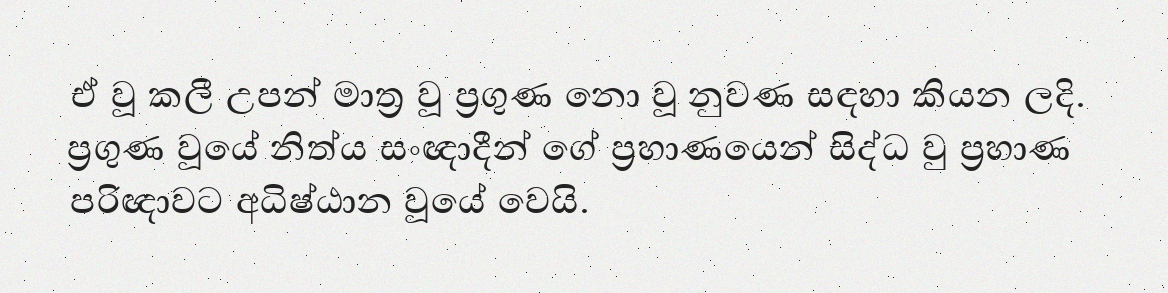 ඒ වූ කලී උපන් මාත්‍ර වූ ප්‍රගුණ නො වූ නුවණ සඳහා කියන ලදි.
ප්‍රගුණ වූයේ නිත්ය සංඥාදීන් ගේ ප්‍රහාණයෙන් සිද්ධ වු ප්‍රහාණ
පරිඥාවට අධිෂ්ඨාන වූයේ වෙයි.